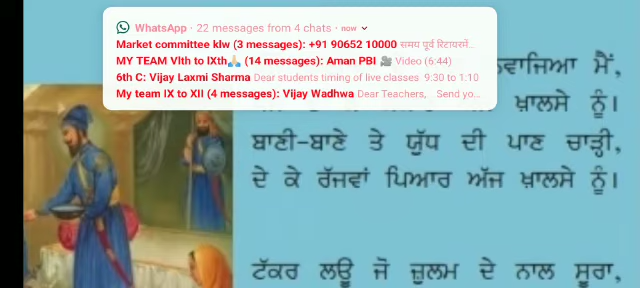 WhatsApp · 22 messages from 4 chats · now
Market committee klw (3 messages): +91 90652 10000 समय पूर्व रिटायरमें...
MY TEAM VIth to IXth🙏 (14 messages): Aman PBI 🎥 Video (6:44)
6th C: Vijay Laxmi Sharma Dear students timing of live classes 9:30 to 1:10
My team IX to XII (4 messages): Vijay Wadhwa Dear Teachers, Send yo...
ਮੈਂ,
ਖ਼ਾਲਸੇ ਨੂੰ।
ਬਾਣੀ-ਬਾਣੇ ਤੇ ਯੁੱਧ ਦੀ ਪਾਣ ਚਾੜ੍ਹੀ,
ਦੇ ਕੇ ਰੱਜਵਾਂ ਪਿਆਰ ਅੱਜ ਖ਼ਾਲਸੇ ਨੂੰ।
ਟੱਕਰ ਲਊ ਜੋ ਜ਼ੁਲਮ ਦੇ ਨਾਲ ਸੂਰਾ,